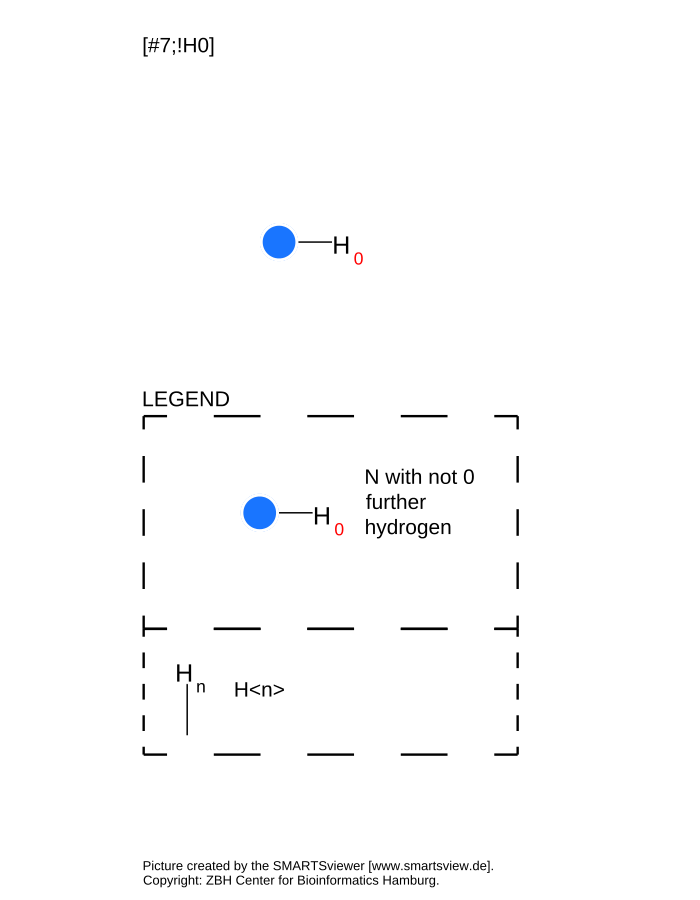 [#7;!H0]
H 0
LEGEND
H 0
N with not 0
further
hydrogen
H n
H<n>
Picture created by the SMARTSviewer [www.smartsview.de].
Copyright: ZBH Center for Bioinformatics Hamburg.